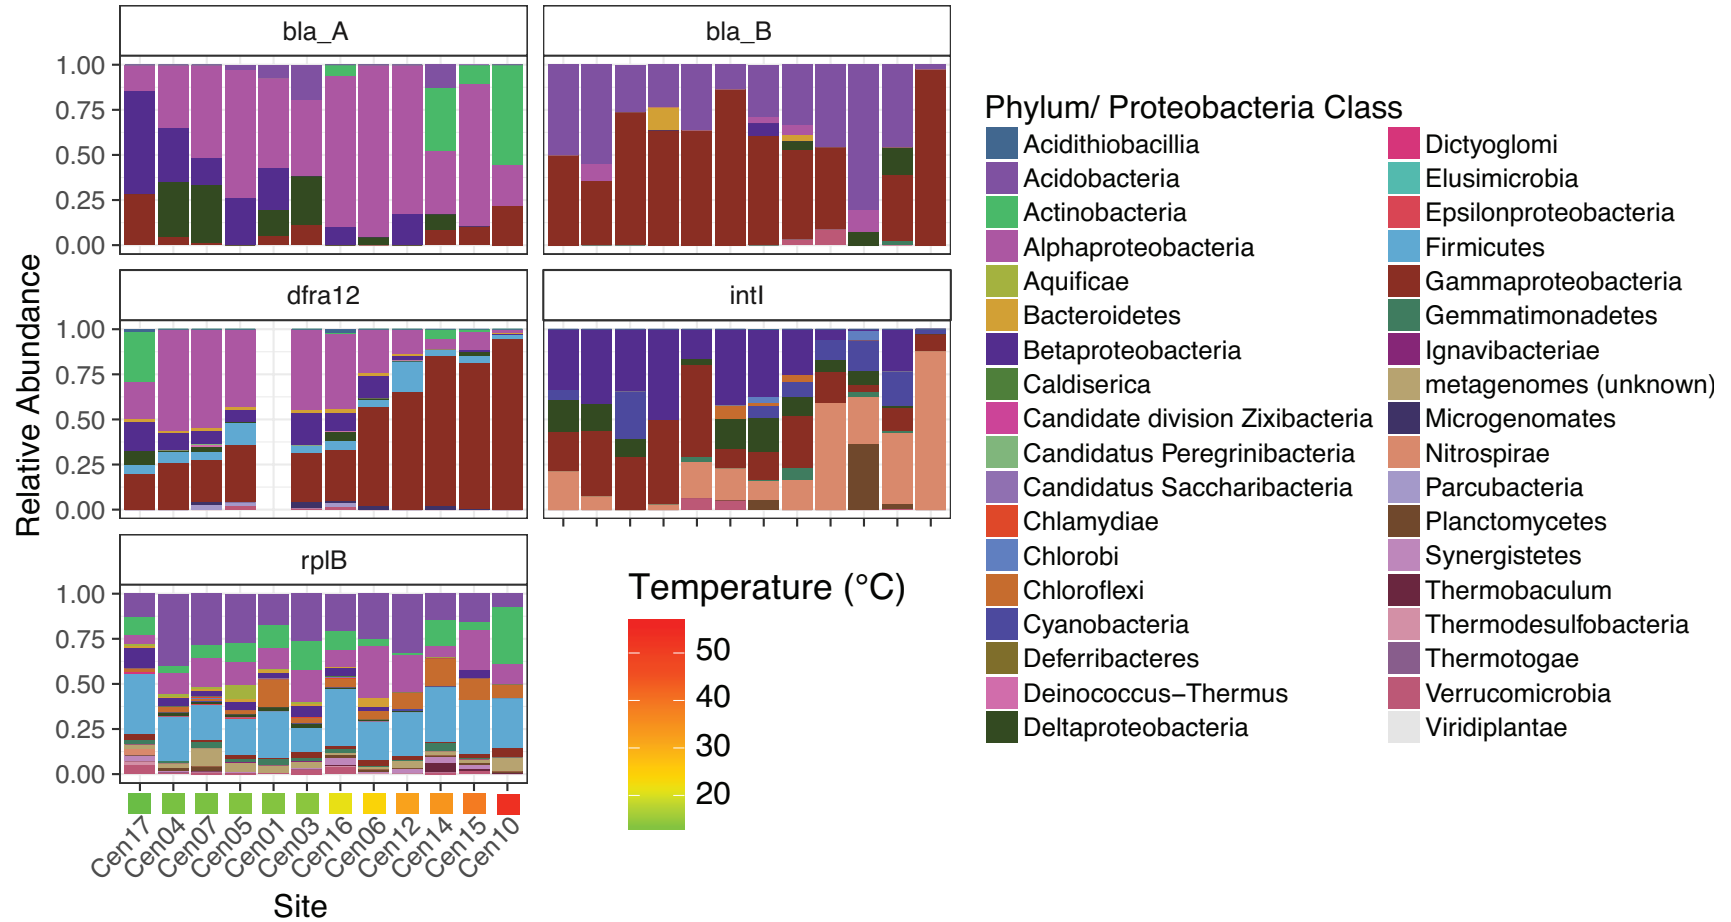 bla_A
bla_B
1.00
0.75
0.50
0.25
0.00
dfra12
intI
1.00
0.75
0.50
0.25
0.00
rplB
1.00
0.75
0.50
0.25
0.00
Relative Abundance
Cen17
Cen04
Cen07
Cen05
Cen01
Cen03
Cen16
Cen06
Cen12
Cen14
Cen15
Cen10
Site
Temperature (°C)
50
40
30
20
Phylum/ Proteobacteria Class
Acidithiobacillia
Acidobacteria
Actinobacteria
Alphaproteobacteria
Aquificae
Bacteroidetes
Betaproteobacteria
Caldiserica
Candidate division Zixibacteria
Candidatus Peregrinibacteria
Candidatus Saccharibacteria
Chlamydiae
Chlorobi
Chloroflexi
Cyanobacteria
Deferribacteres
Deinococcus−Thermus
Deltaproteobacteria
Dictyoglomi
Elusimicrobia
Epsilonproteobacteria
Firmicutes
Gammaproteobacteria
Gemmatimonadetes
Ignavibacteriae
metagenomes (unknown)
Microgenomates
Nitrospirae
Parcubacteria
Planctomycetes
Synergistetes
Thermobaculum
Thermodesulfobacteria
Thermotogae
Verrucomicrobia
Viridiplantae